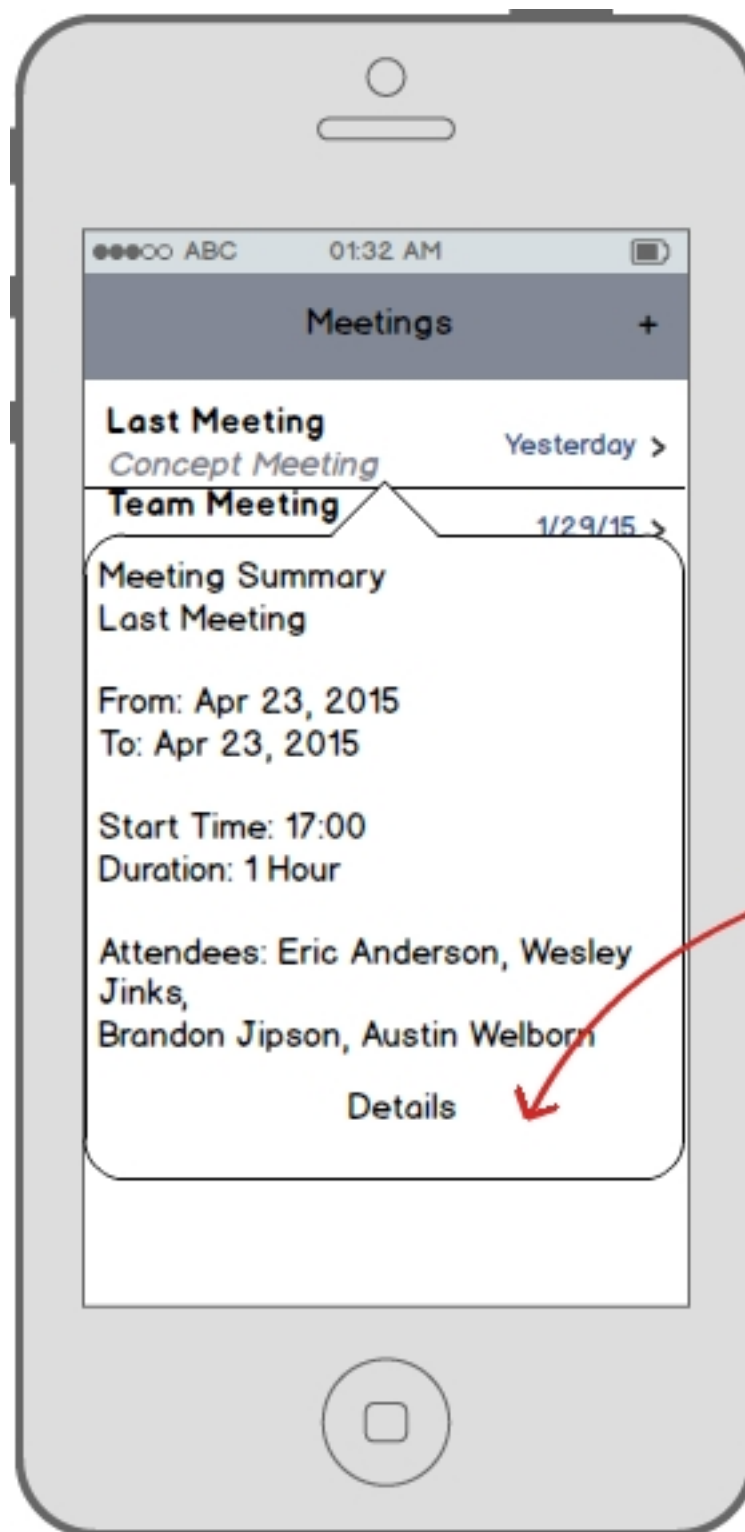 ABC 01:32 AM
Meetings +
Last Meeting
Concept Meeting
Yesterday >
Team Meeting
1/29/15 >
Meeting Summary
Last Meeting
From: Apr 23, 2015
To: Apr 23, 2015
Start Time: 17:00
Duration: 1 Hour
Attendees: Eric Anderson, Wesley
Jinks,
Brandon Jipson, Austin Welborn
Details